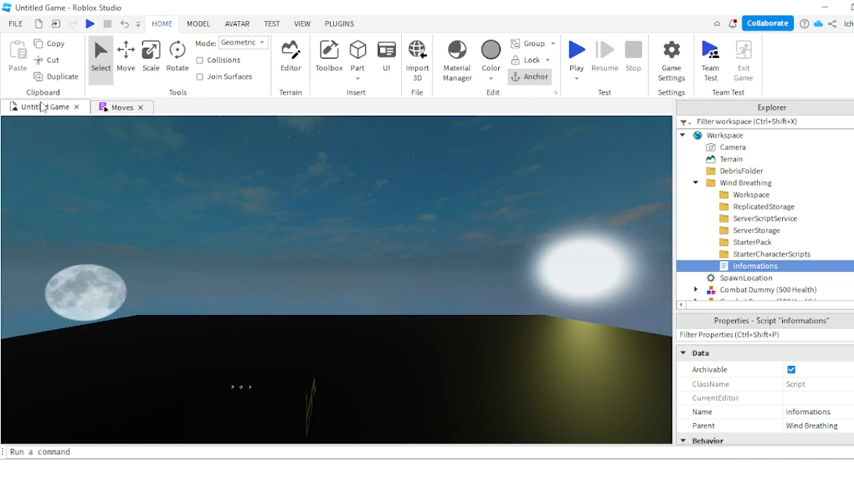 Untitled Game - Roblox Studio
FILE HOME MODEL AVATAR TEST VIEW PLUGINS Collaborate
Paste Copy Cut Duplicate Clipboard
Select Move Scale Rotate Mode: Geometric Collisions Join Surfaces Tools
Editor Terrain
Toolbox Part UI Insert
Import 3D File
Material Manager Color Group Lock Anchor Edit
Play Resume Stop Test
Game Settings Settings
Team Test Exit Game Team Test
Untitled Game Moves
Explorer
Filter workspace (Ctrl+Shift+X)
Workspace
Camera
Terrain
DebrisFolder
Wind Breathing
Workspace
ReplicatedStorage
ServerScriptService
ServerStorage
StarterPack
StarterCharacterScripts
Informations
SpawnLocation
Combat Dummy (500 Health)
Properties - Script "Informations"
Filter Properties (Ctrl+Shift+P)
Data
Archivable
ClassName Script
CurrentEditor
Name Informations
Parent Wind Breathing
Behavior
Run a command